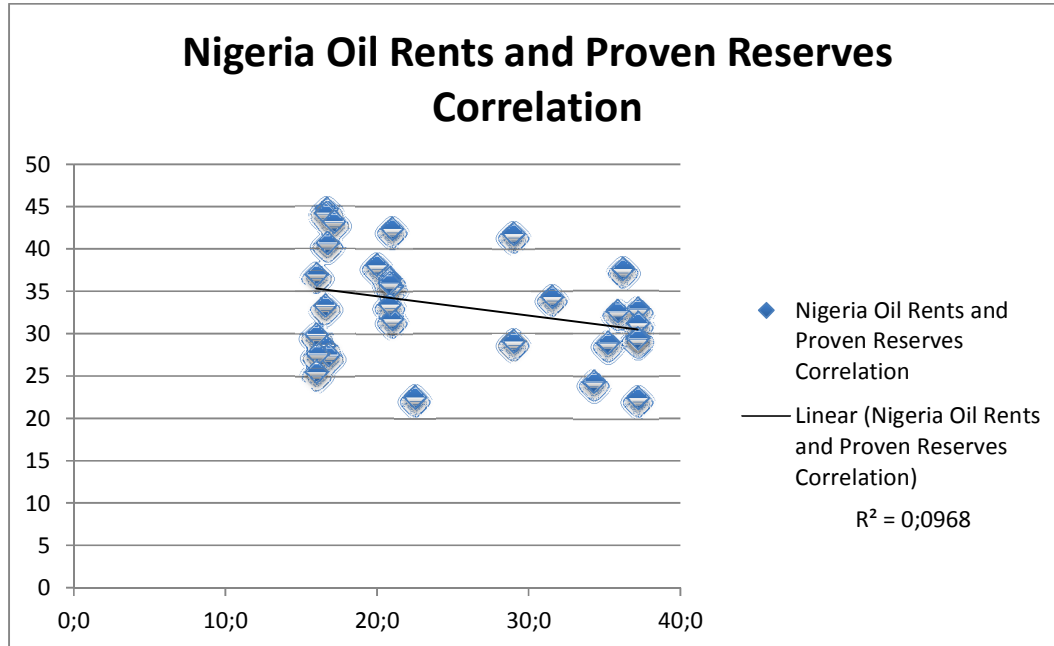 Nigeria Oil Rents and Proven Reserves
Correlation
50
45
40
35
30
25
20
15
10
5
0
0;0
10;0
20;0
30;0
40;0
Nigeria Oil Rents and
Proven Reserves
Correlation
Linear (Nigeria Oil Rents
and Proven Reserves
Correlation)
R² = 0;0968